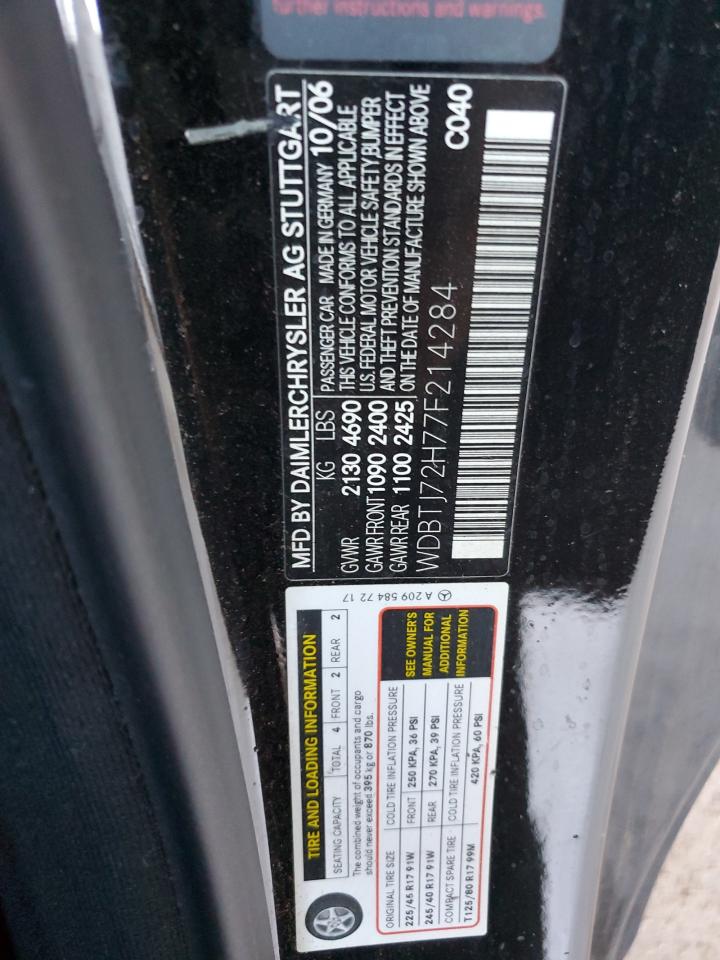 further instructions and warnings.
MFD BY DAIMLERCHRYSLER AG STUTTGART
KG LBS PASSENGER CAR MADE IN GERMANY 10/06
GVWR 2130 4690 THIS VEHICLE CONFORMS TO ALL APPLICABLE
GAWR FRONT 1090 2400 U.S. FEDERAL MOTOR VEHICLE SAFETY, BUMPER
GAWR REAR 1100 2425 AND THEFT PREVENTION STANDARDS IN EFFECT
ON THE DATE OF MANUFACTURE SHOWN ABOVE
WDBTJ72H77F214284 C040
A 209 584 72 17
TIRE AND LOADING INFORMATION
SEATING CAPACITY TOTAL 4 FRONT 2 REAR 2
The combined weight of occupants and cargo
should never exceed 395 kg or 870 lbs.
ORIGINAL TIRE SIZE COLD TIRE INFLATION PRESSURE
225/45 R17 91W FRONT 250 KPA, 36 PSI
245/40 R17 91W REAR 270 KPA, 39 PSI
COMPACT SPARE TIRE COLD TIRE INFLATION PRESSURE
T125/80 R17 99M 420 KPA, 60 PSI
SEE OWNER'S
MANUAL FOR
ADDITIONAL
INFORMATION